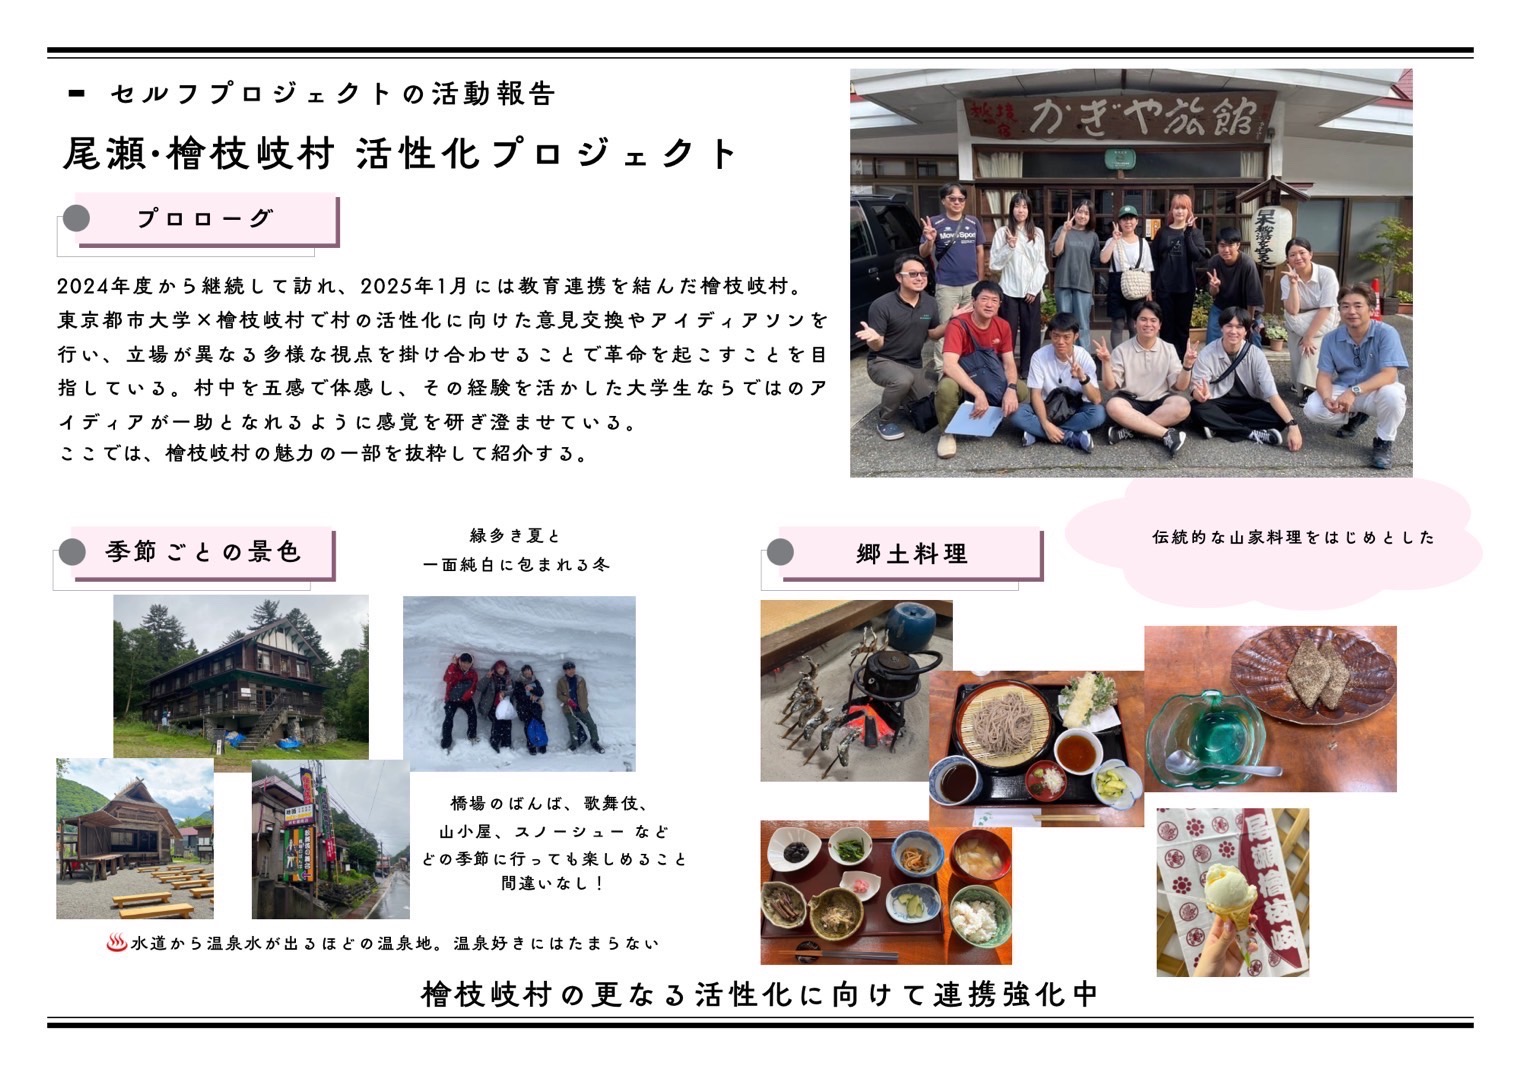 ━ セルフプロジェクトの活動報告
尾瀬・檜枝岐村 活性化プロジェクト
プロローグ
2024年度から継続して訪れ、2025年1月には教育連携を結んだ檜枝岐村。
東京都市大学×檜枝岐村で村の活性化に向けた意見交換やアイディアソンを
行い、立場が異なる多様な視点を掛け合わせることで革命を起こすことを目
指している。村中を五感で体感し、その経験を活かした大学生ならではのア
イディアが一助となれるように感覚を研ぎ澄ませている。
ここでは、檜枝岐村の魅力の一部を抜粋して紹介する。
かぎや旅館
季節ごとの景色
緑多き夏と
一面純白に包まれる冬
橋場のばんば、歌舞伎、
山小屋、スノーシュー など
どの季節に行っても楽しめること
間違いなし！
♨水道から温泉水が出るほどの温泉地。温泉好きにはたまらない
郷土料理
伝統的な山家料理をはじめとした
檜枝岐村の更なる活性化に向けて連携強化中